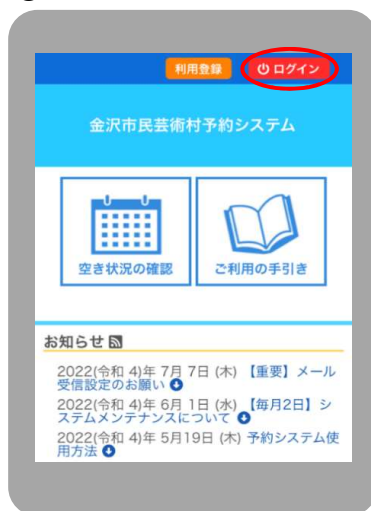 利用登録 ログイン
金沢市民芸術村予約システム
空き状況の確認 ご利用の手引き
お知らせ
2022(令和 4)年 7月 7日 (木) 【重要】メール
受信設定のお願い
2022(令和 4)年 6月 1日 (水) 【毎月2日】シ
ステムメンテナンスについて
2022(令和 4)年 5月19日 (木) 予約システム使
用方法